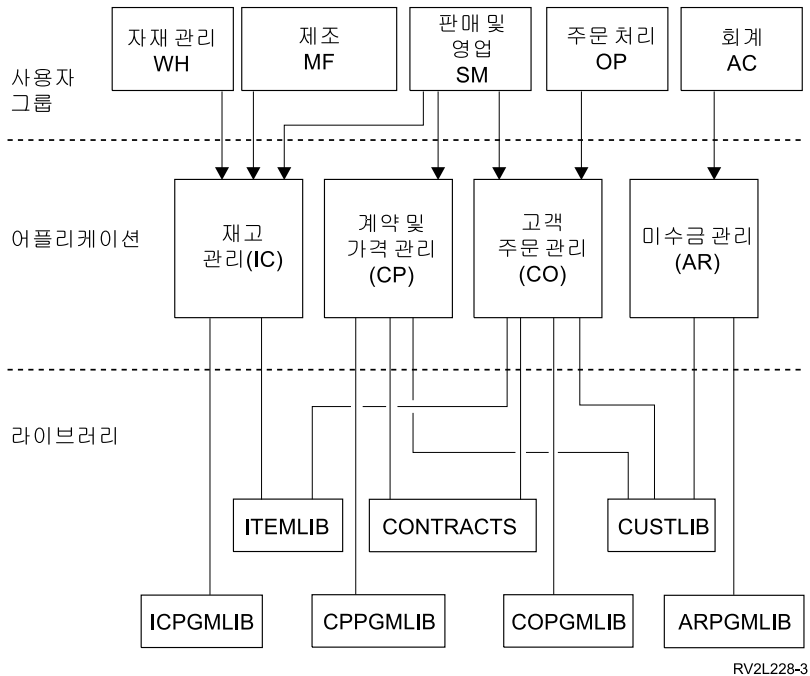 사용자
그룹
자재 관리
WH
제조
MF
판매 및
영업
SM
주문 처리
OP
회계
AC
어플리케이션
재고
관리(IC)
계약 및
가격 관리
(CP)
고객
주문 관리
(CO)
미수금 관리
(AR)
라이브러리
ITEMLIB
CONTRACTS
CUSTLIB
ICPGMLIB
CPPGMLIB
COPGMLIB
ARPGMLIB
RV2L228-3